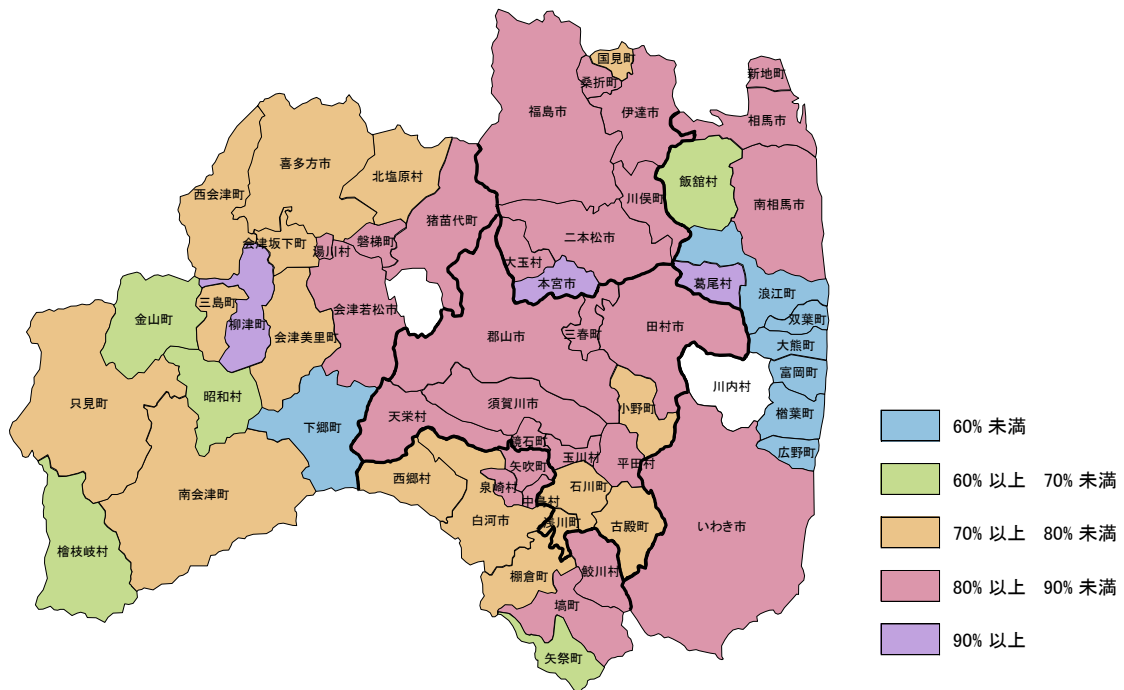 国見町
桑折町
新地町
福島市
伊達市
相馬市
喜多方市
北塩原村
飯舘村
西会津町
川俣町
南相馬市
猪苗代町
二本松市
会津坂下町
湯川村
磐梯町
大玉村
本宮市
葛尾村
浪江町
三島町
会津若松市
金山町
柳津町
双葉町
会津美里町
郡山市
三春町
田村市
大熊町
富岡町
川内村
昭和村
只見町
須賀川市
小野町
楢葉町
下郷町
天栄村
鏡石町
玉川村
広野町
矢吹町
平田村
西郷村
泉崎村
石川町
南会津町
中島村
白河市
浅川町
古殿町
いわき市
檜枝岐村
棚倉町
鮫川村
塙町
矢祭町
60% 未満
60% 以上 70% 未満
70% 以上 80% 未満
80% 以上 90% 未満
90% 以上